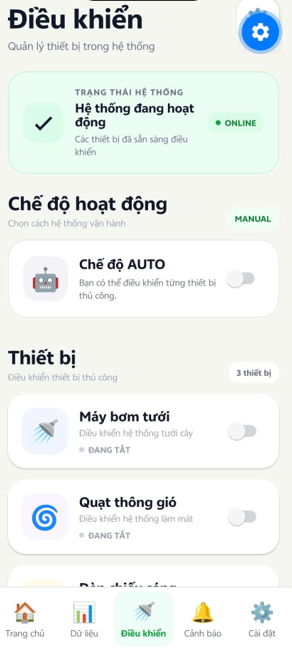 Điều khiển
Quản lý thiết bị trong hệ thống
TRẠNG THÁI HỆ THỐNG
Hệ thống đang hoạt
động
Các thiết bị đã sẵn sàng điều
khiển
ONLINE
Chế độ hoạt động
Chọn cách hệ thống vận hành
MANUAL
Chế độ AUTO
Bạn có thể điều khiển từng thiết bị
thủ công.
Thiết bị
Điều khiển thiết bị thủ công
3 thiết bị
Máy bơm tưới
Điều khiển hệ thống tưới cây
ĐANG TẮT
Quạt thông gió
Điều khiển hệ thống làm mát
ĐANG TẮT
Trang chủ
Dữ liệu
Điều khiển
Cảnh báo
Cài đặt